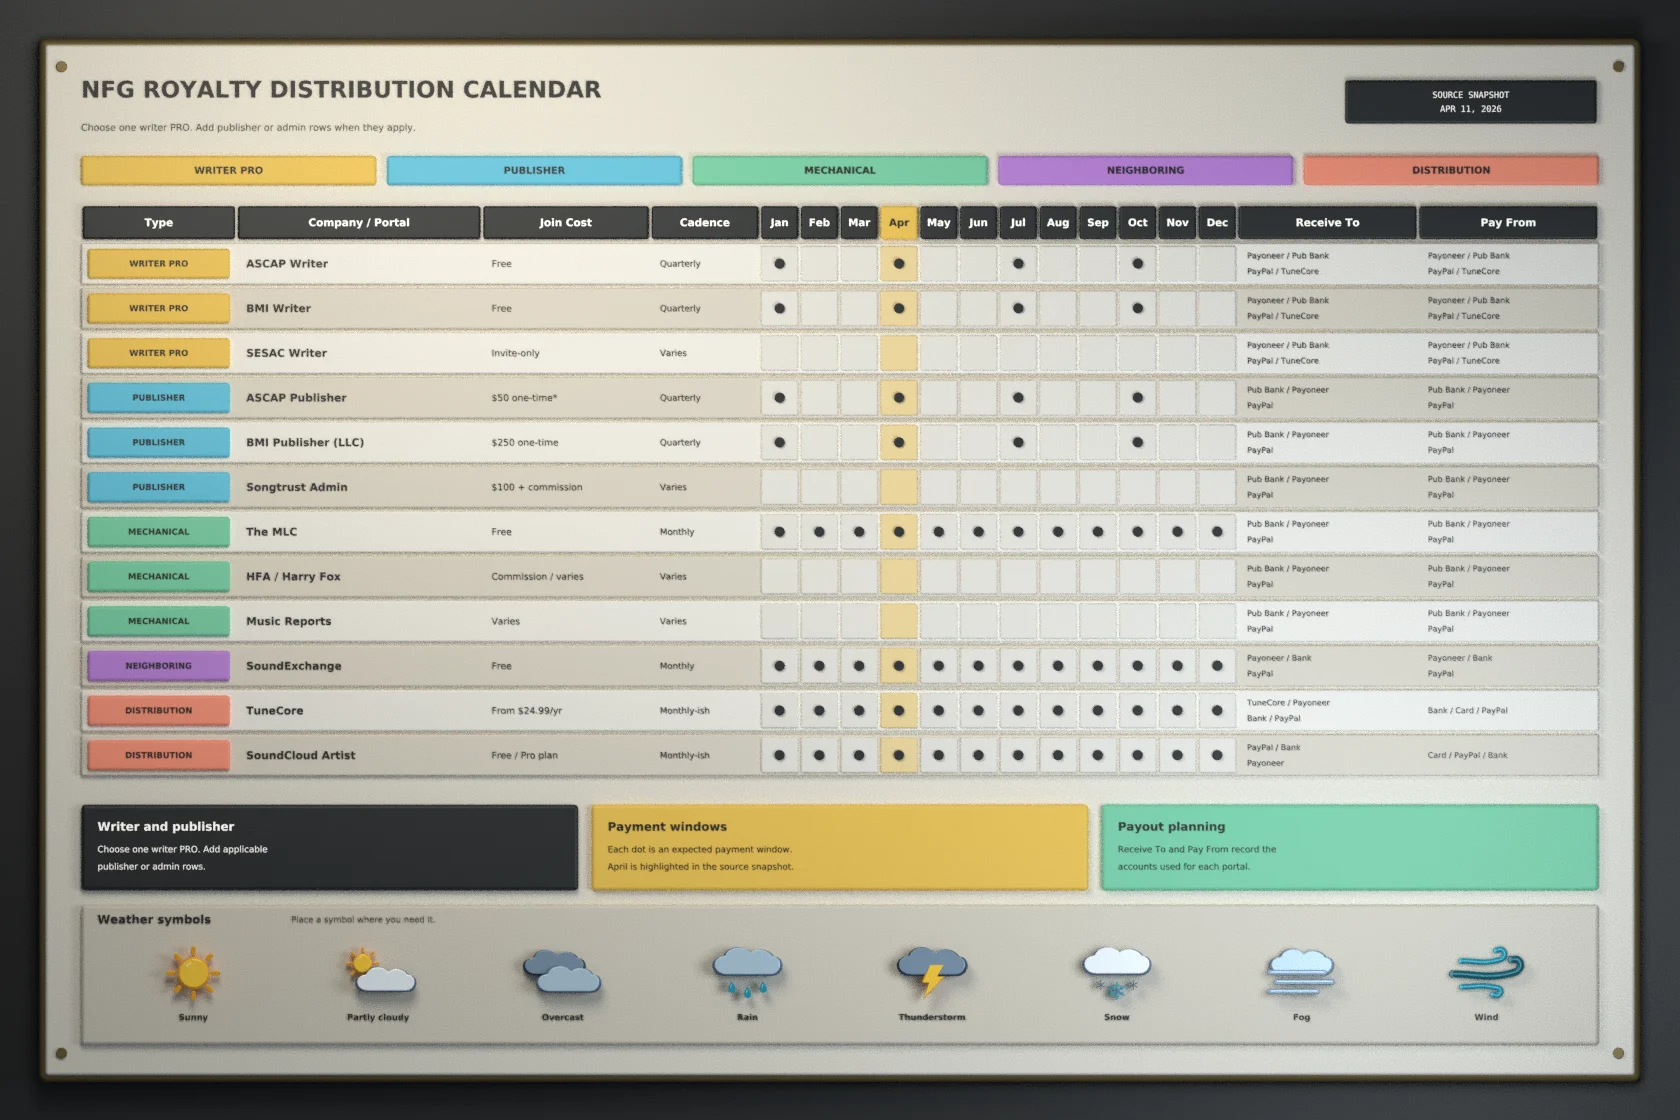 NFG ROYALTY DISTRIBUTION CALENDAR
SOURCE SNAPSHOT
APR 11, 2026
Choose one writer PRO. Add publisher or admin rows when they apply.
WRITER PRO PUBLISHER MECHANICAL NEIGHBORING DISTRIBUTION
Type Company / Portal Join Cost Cadence Jan Feb Mar Apr May Jun Jul Aug Sep Oct Nov Dec Receive To Pay From
WRITER PRO ASCAP Writer Free Quarterly ● ● ● ● Payoneer / Pub Bank Payoneer / Pub Bank
PayPal / TuneCore PayPal / TuneCore
WRITER PRO BMI Writer Free Quarterly ● ● ● ● Payoneer / Pub Bank Payoneer / Pub Bank
PayPal / TuneCore PayPal / TuneCore
WRITER PRO SESAC Writer Invite-only Varies Payoneer / Pub Bank Payoneer / Pub Bank
PayPal / TuneCore PayPal / TuneCore
PUBLISHER ASCAP Publisher $50 one-time* Quarterly ● ● ● ● Pub Bank / Payoneer Pub Bank / Payoneer
PayPal PayPal
PUBLISHER BMI Publisher (LLC) $250 one-time Quarterly ● ● ● ● Pub Bank / Payoneer Pub Bank / Payoneer
PayPal PayPal
PUBLISHER Songtrust Admin $100 + commission Varies Pub Bank / Payoneer Pub Bank / Payoneer
PayPal PayPal
MECHANICAL The MLC Free Monthly ● ● ● ● ● ● ● ● ● ● ● ● Pub Bank / Payoneer Pub Bank / Payoneer
PayPal PayPal
MECHANICAL HFA / Harry Fox Commission / varies Varies Pub Bank / Payoneer Pub Bank / Payoneer
PayPal PayPal
MECHANICAL Music Reports Varies Varies Pub Bank / Payoneer Pub Bank / Payoneer
PayPal PayPal
NEIGHBORING SoundExchange Free Monthly ● ● ● ● ● ● ● ● ● ● ● ● Payoneer / Bank Payoneer / Bank
PayPal PayPal
DISTRIBUTION TuneCore From $24.99/yr Monthly-ish ● ● ● ● ● ● ● ● ● ● ● ● TuneCore / Payoneer Bank / Card / PayPal
Bank / PayPal
DISTRIBUTION SoundCloud Artist Free / Pro plan Monthly-ish ● ● ● ● ● ● ● ● ● ● ● ● PayPal / Bank Card / PayPal / Bank
Payoneer
Writer and publisher
Choose one writer PRO. Add applicable
publisher or admin rows.
Payment windows
Each dot is an expected payment window.
April is highlighted in the source snapshot.
Payout planning
Receive To and Pay From record the
accounts used for each portal.
Weather symbols Place a symbol where you need it.
Sunny Partly cloudy Overcast Rain Thunderstorm Snow Fog Wind